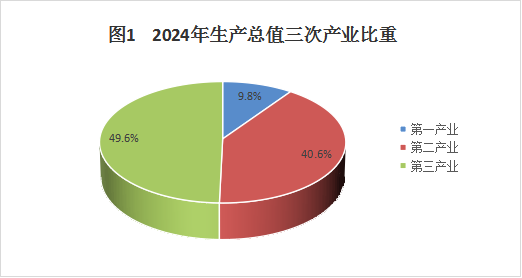 图1 2024年生产总值三次产业比重
9.8%
49.6%
40.6%
第一产业
第二产业
第三产业